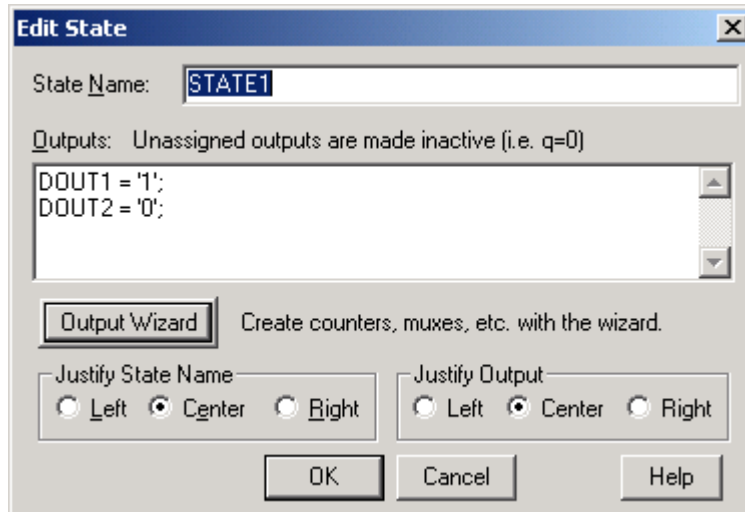 Edit State
State Name: STATE1
Outputs: Unassigned outputs are made inactive (i.e. q=0)
DOUT1 = '1';
DOUT2 = '0';
Output Wizard Create counters, muxes, etc. with the wizard.
Justify State Name Justify Output
Left Center Right Left Center Right
OK Cancel Help